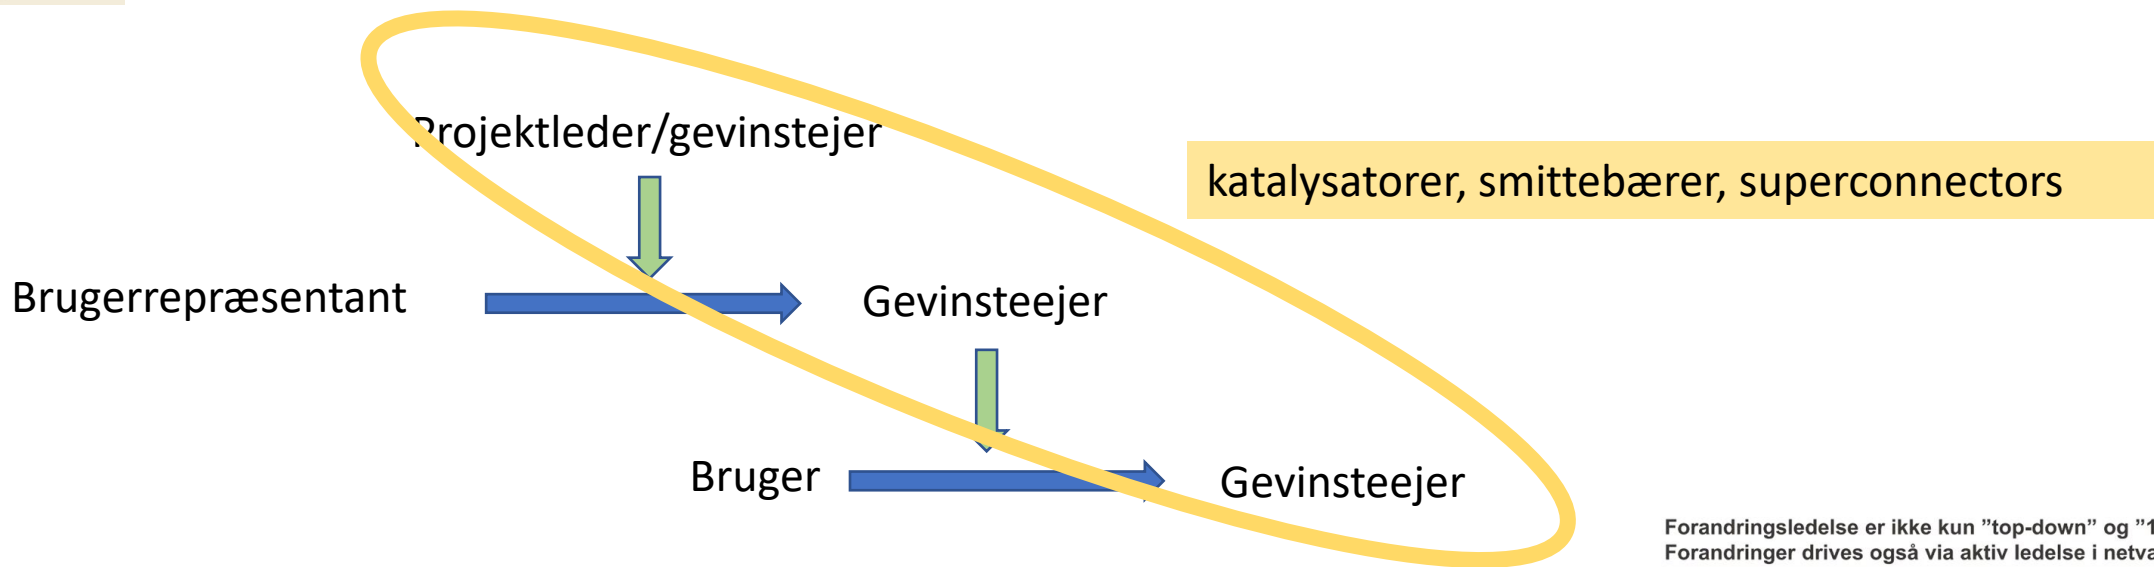 Projektleder/gevinstejer
katalysatorer, smittebærer, superconnectors
Brugerrepræsentant
Gevinsteejer
Bruger
Gevinsteejer
Forandringsledelse er ikke kun ”top-down” og
Forandringer drives også via aktiv ledelse i